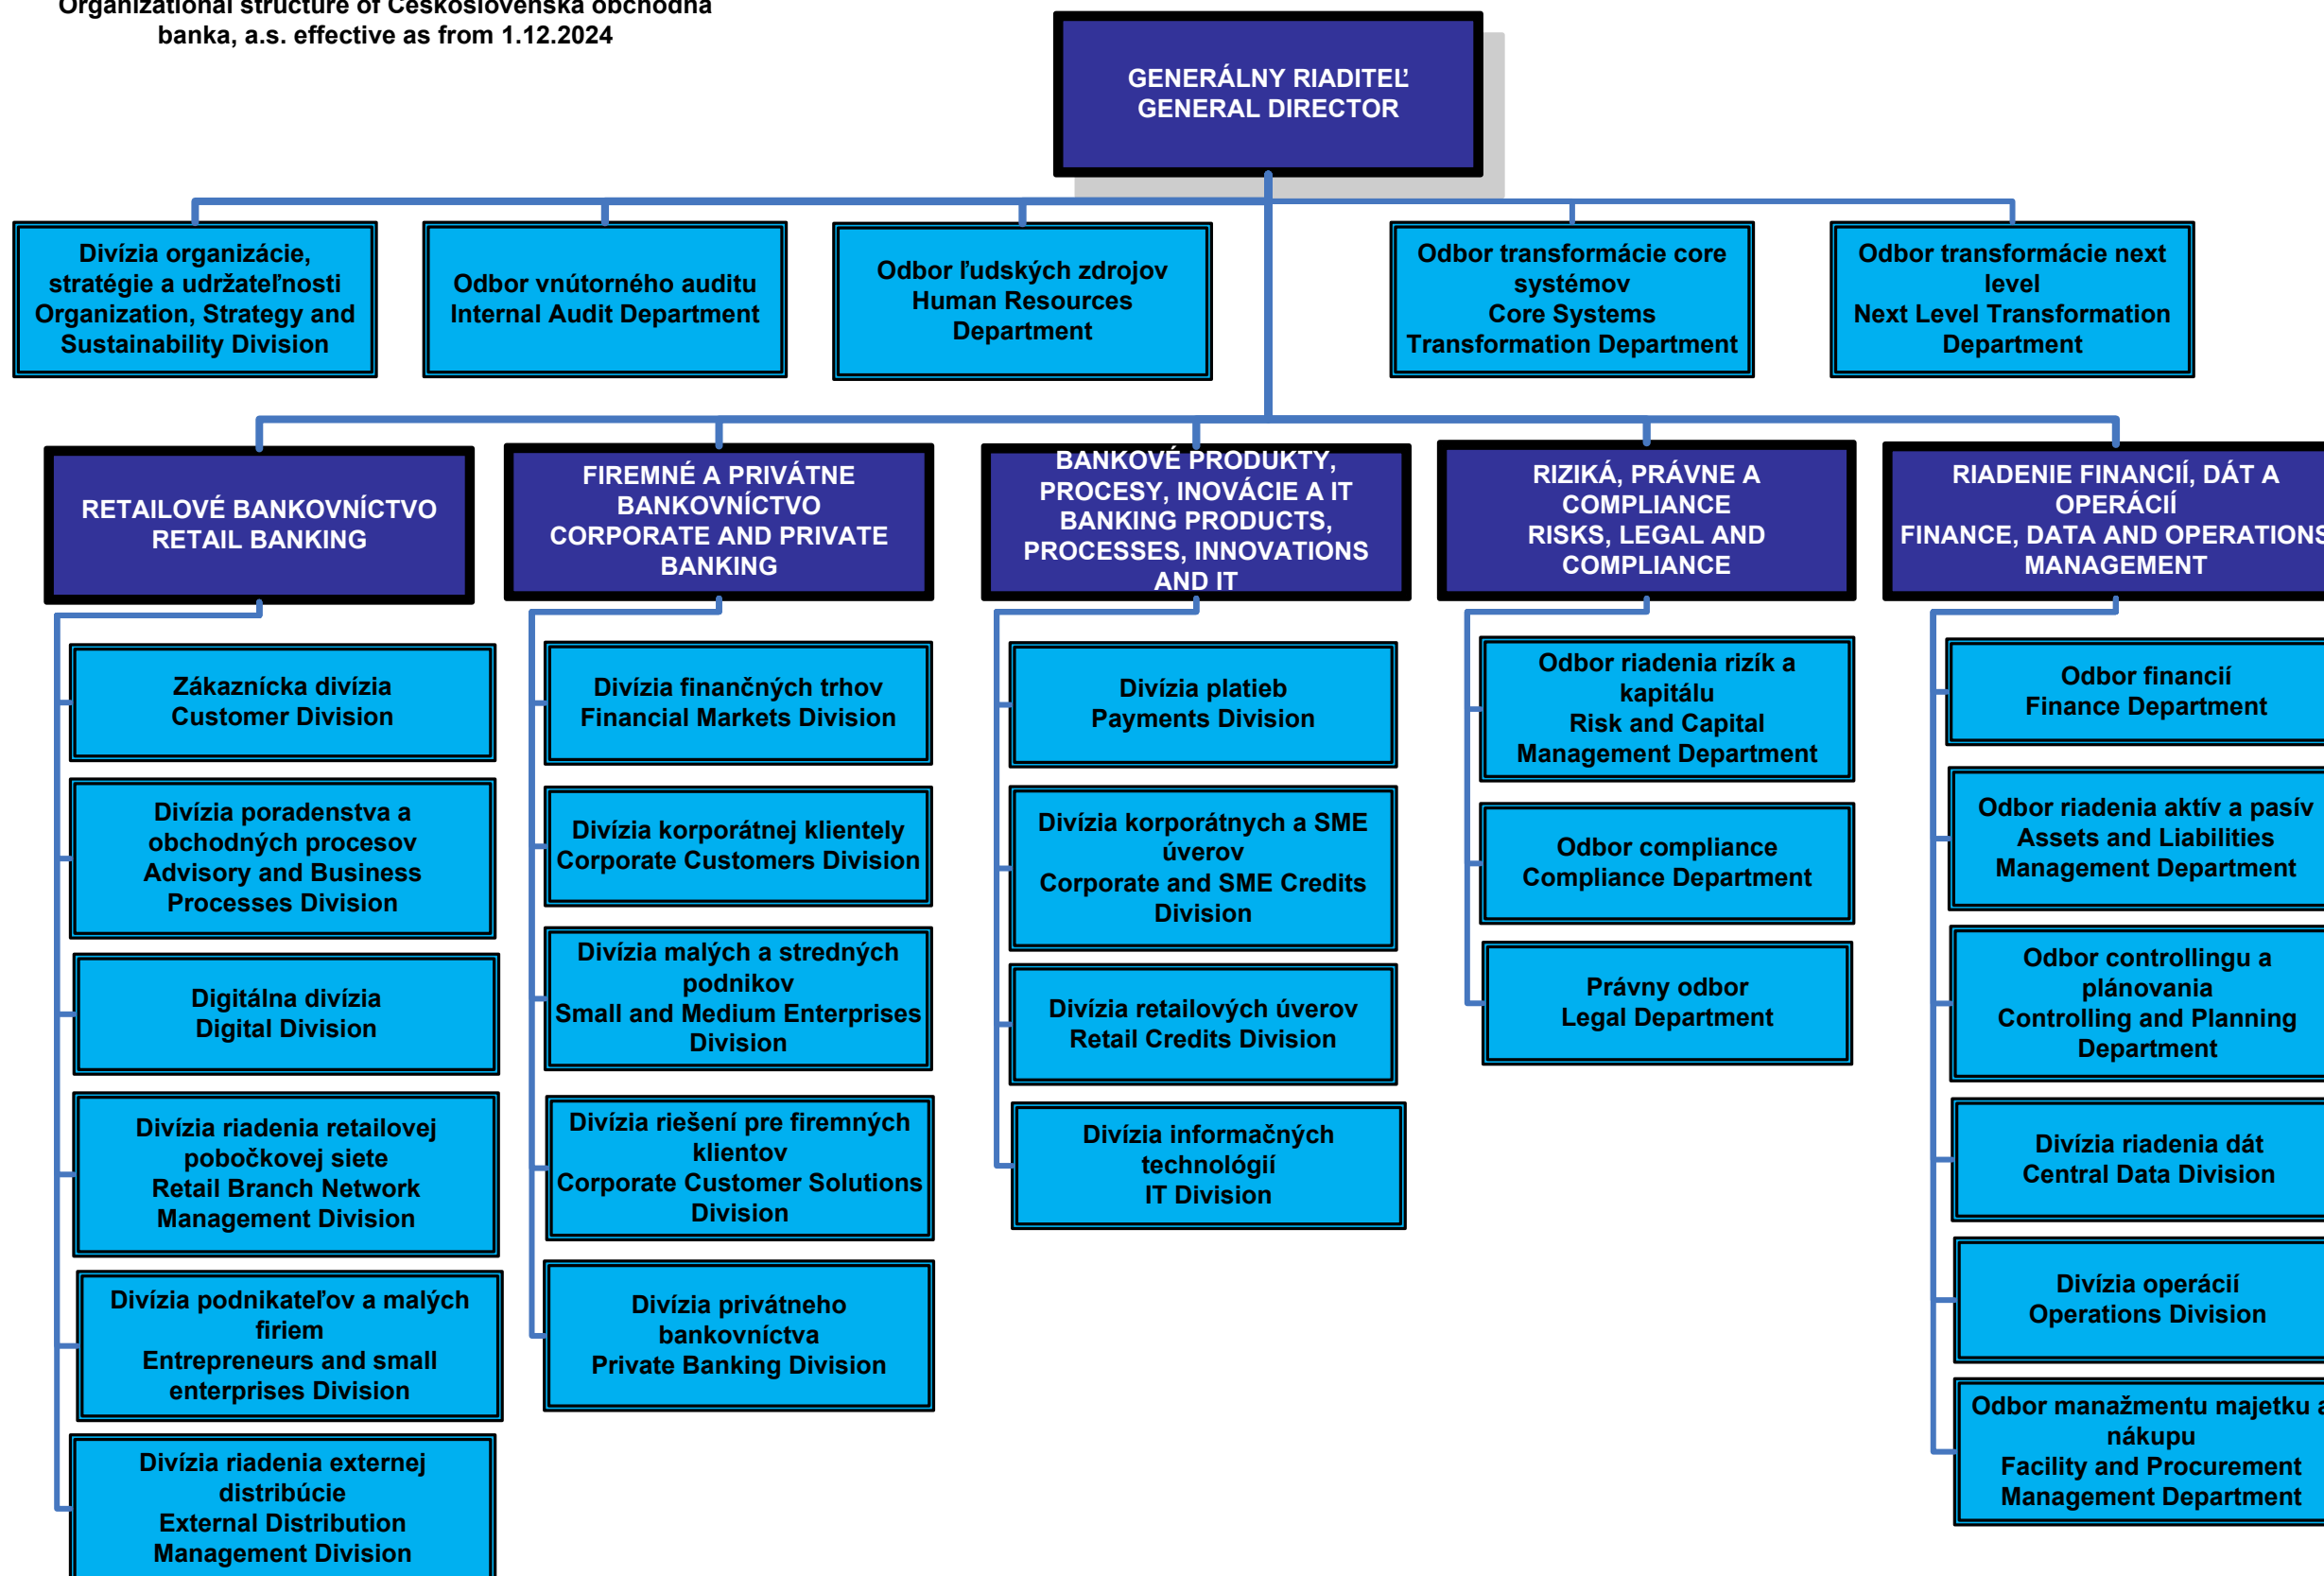 Organizational structure of Československá obchodná
banka, a.s. effective as from 1.12.2024
GENERÁLNY RIADITEĽ
GENERAL DIRECTOR
Divízia organizácie,
stratégie a udržateľnosti
Organization, Strategy and
Sustainability Division
Odbor vnútorného auditu
Internal Audit Department
Odbor ľudských zdrojov
Human Resources
Department
Odbor transformácie core
systémov
Core Systems
Transformation Department
Odbor transformácie next
level
Next Level Transformation
Department
RETAILOVÉ BANKOVNÍCTVO
RETAIL BANKING
FIREMNÉ A PRIVÁTNE
BANKOVNÍCTVO
CORPORATE AND PRIVATE
BANKING
BANKOVÉ PRODUKTY,
PROCESY, INOVÁCIE A IT
BANKING PRODUCTS,
PROCESSES, INNOVATIONS
AND IT
RIZIKÁ, PRÁVNE A
COMPLIANCE
RISKS, LEGAL AND
COMPLIANCE
RIADENIE FINANCIÍ, DÁT A
OPERÁCIÍ
FINANCE, DATA AND OPERATIONS
MANAGEMENT
Zákaznícka divízia
Customer Division
Divízia poradenstva a
obchodných procesov
Advisory and Business
Processes Division
Digitálna divízia
Digital Division
Divízia riadenia retailovej
pobočkovej siete
Retail Branch Network
Management Division
Divízia podnikateľov a malých
firiem
Entrepreneurs and small
enterprises Division
Divízia riadenia externej
distribúcie
External Distribution
Management Division
Divízia finančných trhov
Financial Markets Division
Divízia korporátnej klientely
Corporate Customers Division
Divízia malých a stredných
podnikov
Small and Medium Enterprises
Division
Divízia riešení pre firemných
klientov
Corporate Customer Solutions
Division
Divízia privátneho
bankovníctva
Private Banking Division
Divízia platieb
Payments Division
Divízia korporátnych a SME
úverov
Corporate and SME Credits
Division
Divízia retailových úverov
Retail Credits Division
Divízia informačných
technológií
IT Division
Odbor riadenia rizík a
kapitálu
Risk and Capital
Management Department
Odbor compliance
Compliance Department
Právny odbor
Legal Department
Odbor financií
Finance Department
Odbor riadenia aktív a pasív
Assets and Liabilities
Management Department
Odbor controllingu a
plánovania
Controlling and Planning
Department
Divízia riadenia dát
Central Data Division
Divízia operácií
Operations Division
Odbor manažmentu majetku a
nákupu
Facility and Procurement
Management Department